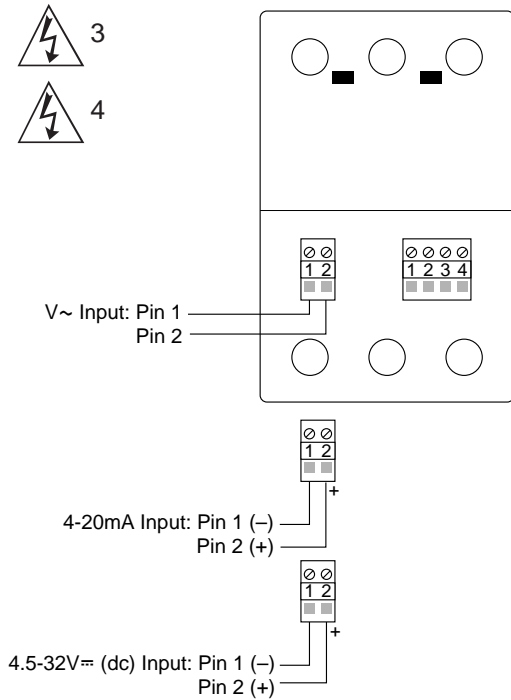 3
4
1 2
1 2 3 4
V~ Input: Pin 1
Pin 2
1 2
+
4-20mA Input: Pin 1 (–)
Pin 2 (+)
1 2
+
4.5-32V⎓ (dc) Input: Pin 1 (–)
Pin 2 (+)